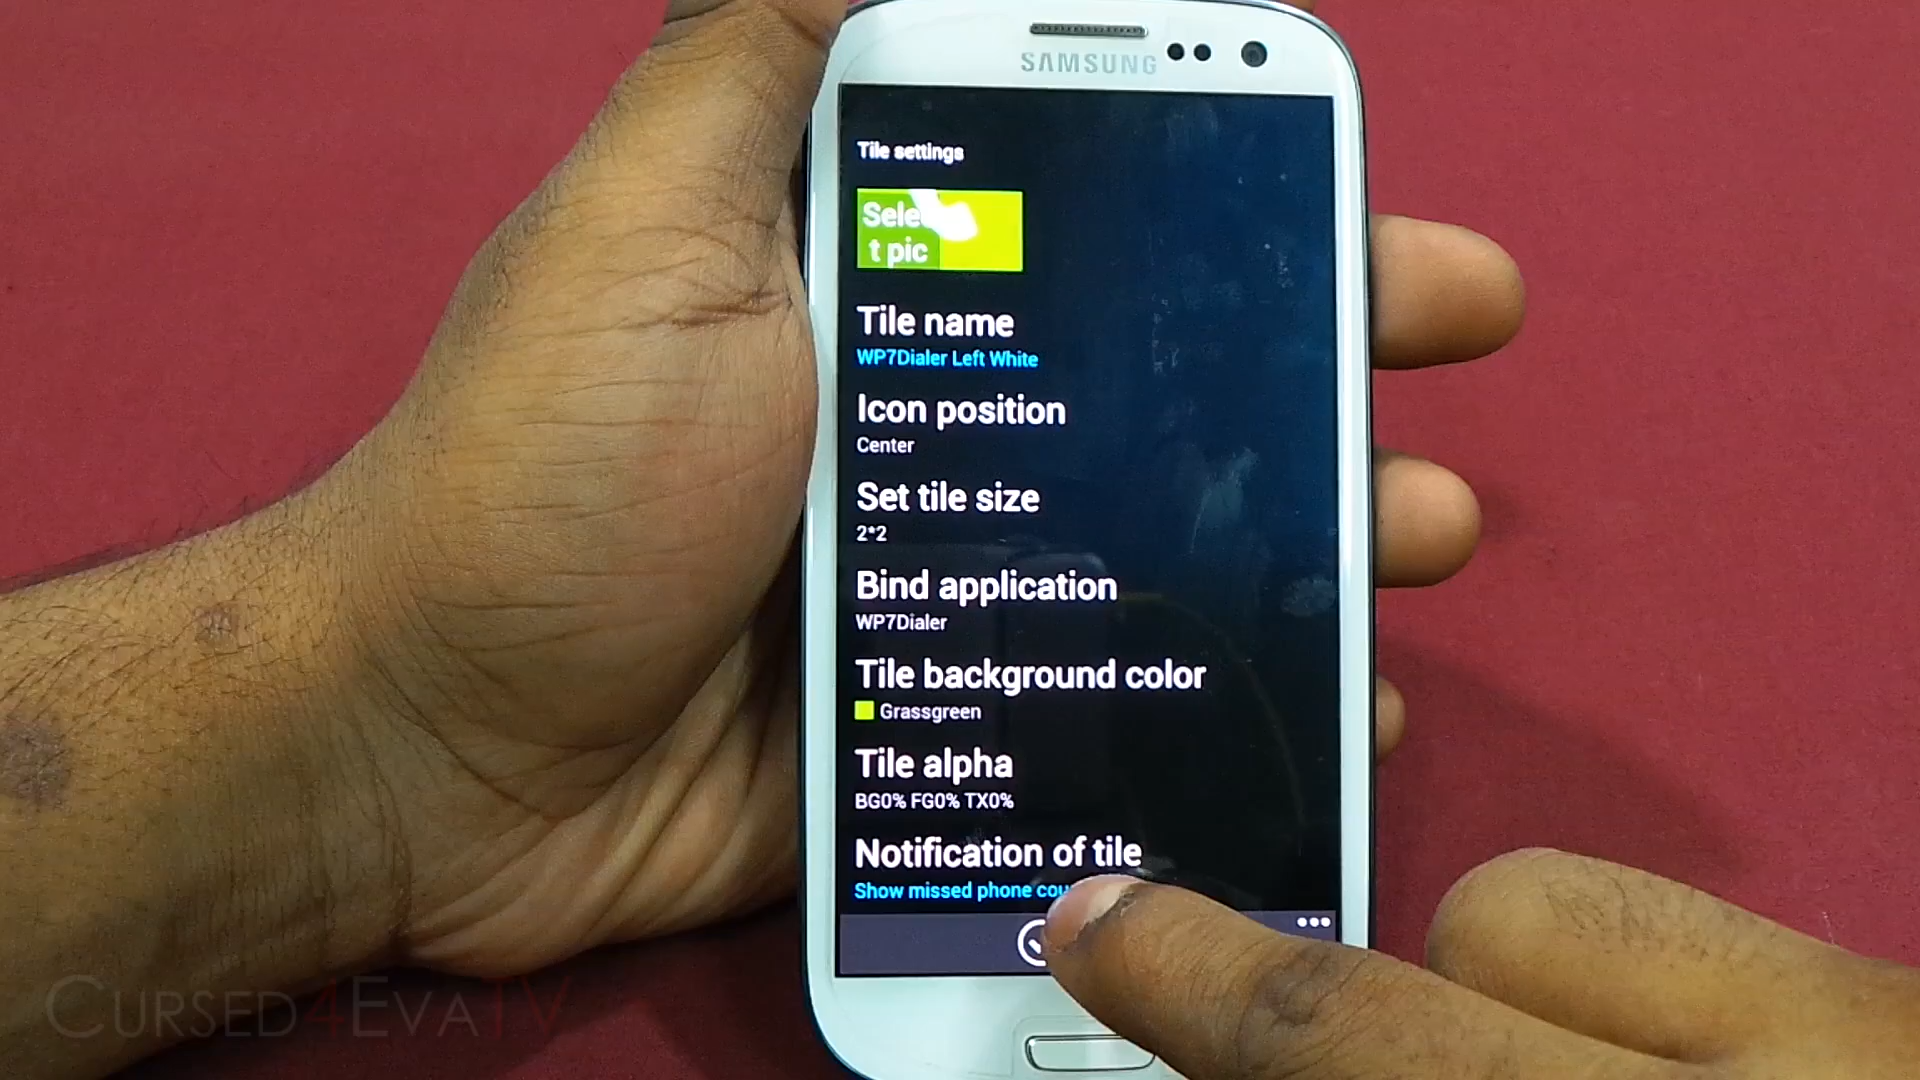 SAMSUNG
Tile settings
Sele
t pic
Tile name
WP7Dialer Left White
Icon position
Center
Set tile size
2*2
Bind application
WP7Dialer
Tile background color
Grassgreen
Tile alpha
BG0% FG0% TX0%
Notification of tile
Show missed phone
CURSED4EVATV